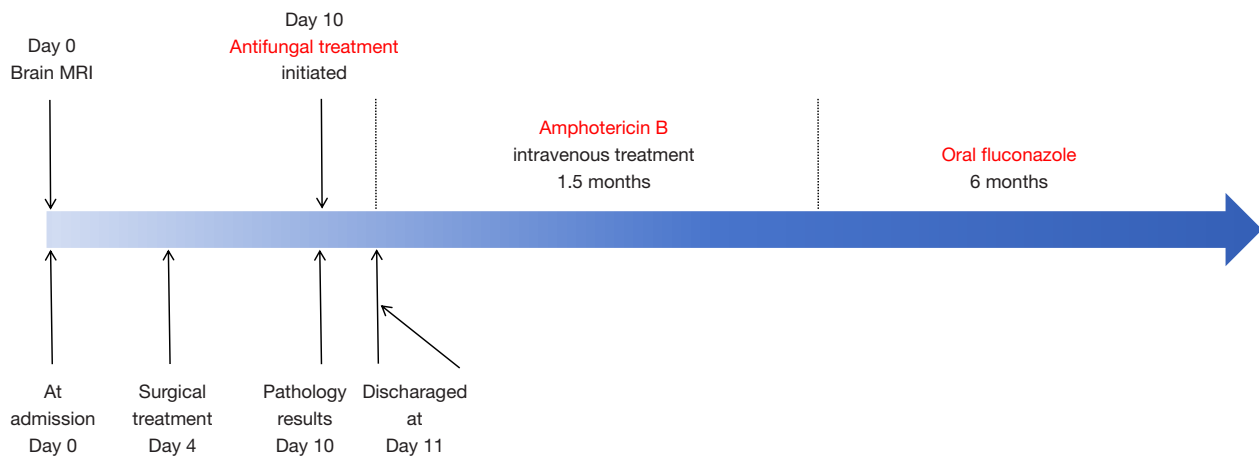 Day 0
Brain MRI
Day 10
Antifungal treatment
initiated
Amphotericin B
intravenous treatment
1.5 months
Oral fluconazole
6 months
At
admission
Day 0
Surgical
treatment
Day 4
Pathology
results
Day 10
Discharaged
at
Day 11